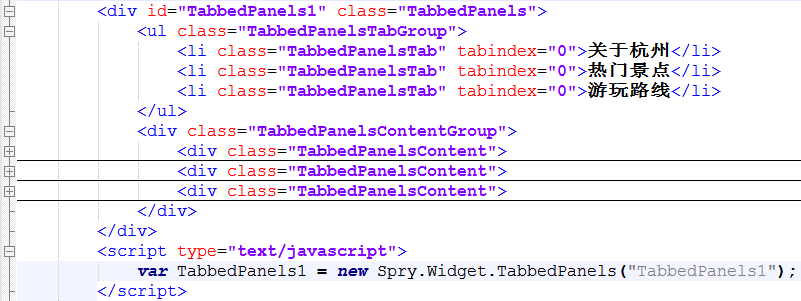 <div id="TabbedPanels1" class="TabbedPanels">
<ul class="TabbedPanelsTabGroup">
<li class="TabbedPanelsTab" tabindex="0">关于杭州</li>
<li class="TabbedPanelsTab" tabindex="0">热门景点</li>
<li class="TabbedPanelsTab" tabindex="0">游玩路线</li>
</ul>
<div class="TabbedPanelsContentGroup">
<div class="TabbedPanelsContent">
<div class="TabbedPanelsContent">
<div class="TabbedPanelsContent">
</div>
</div>
<script type="text/javascript">
var TabbedPanels1 = new Spry.Widget.TabbedPanels("TabbedPanels1");
</script>